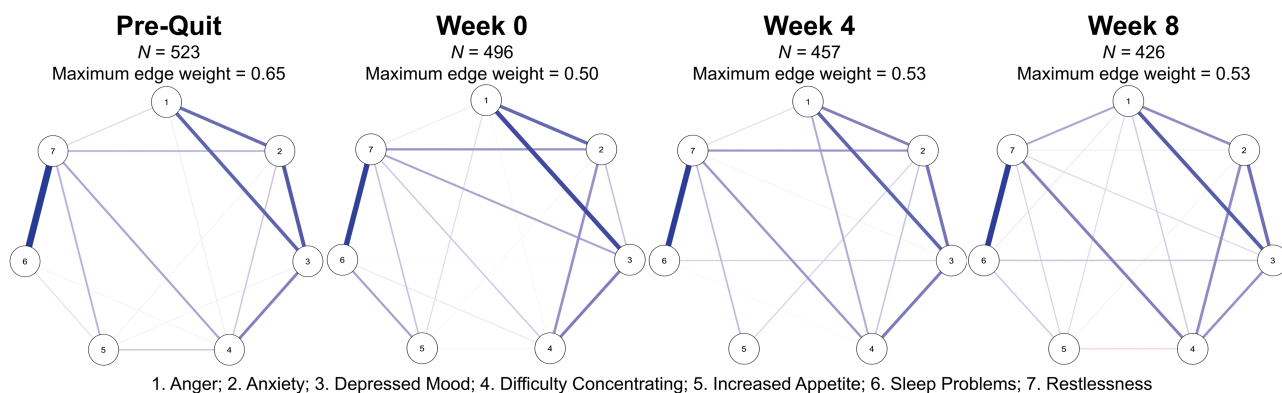 Pre-Quit
N = 523
Maximum edge weight = 0.65
1
2
3
4
5
6
7
Week 0
N = 496
Maximum edge weight = 0.50
1
2
3
4
5
6
7
Week 4
N = 457
Maximum edge weight = 0.53
1
2
3
4
5
6
7
Week 8
N = 426
Maximum edge weight = 0.53
1
2
3
4
5
6
7
1. Anger; 2. Anxiety; 3. Depressed Mood; 4. Difficulty Concentrating; 5. Increased Appetite; 6. Sleep Problems; 7. Restlessness